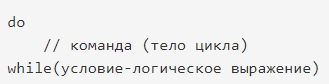 do
// команда (тело цикла)
while(условие-логическое выражение)